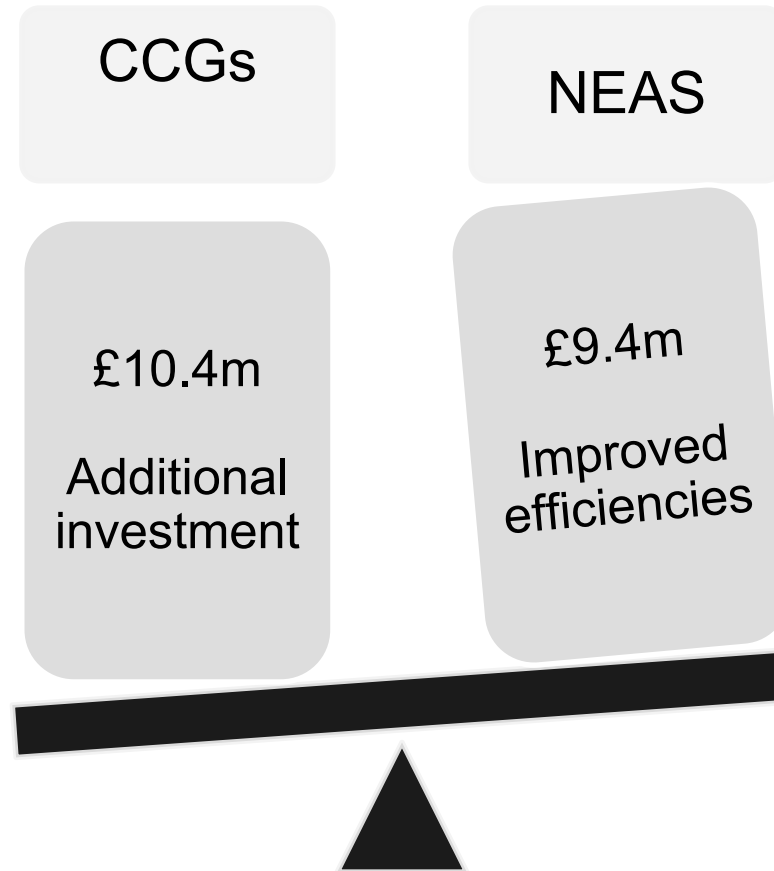 CCGs
NEAS
£10.4m
Additional
investment
£9.4m
Improved
efficiencies